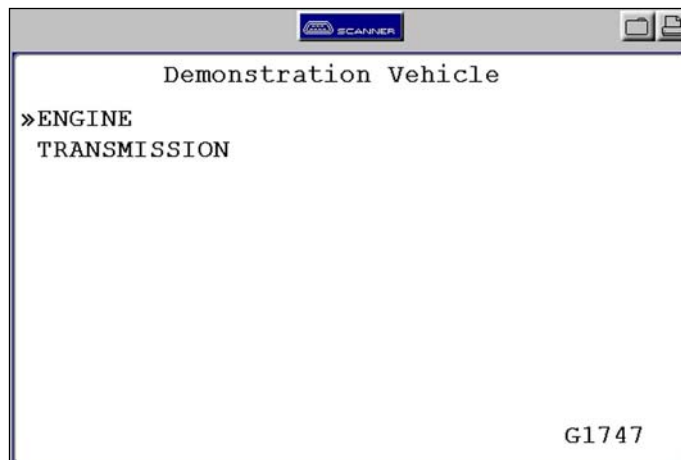 SCANNER
Demonstration Vehicle
»ENGINE
TRANSMISSION
G1747